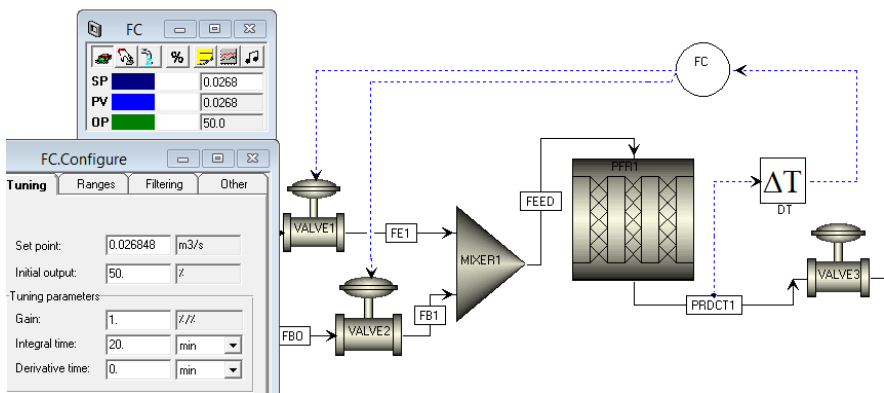 FC
%
SP 0.0268
PV 0.0268
OP 50.0
FC.Configure
Tuning Ranges Filtering Other
Set point: 0.026848 m3/s
Initial output: 50. %
Tuning parameters
Gain: 1. %/%
Integral time: 20. min
Derivative time: 0. min
FC
VALVE1
FE1
FB0
VALVE2
FB1
MIXER1
FEED
PFR1
ΔT
DT
PRDCT1
VALVE3